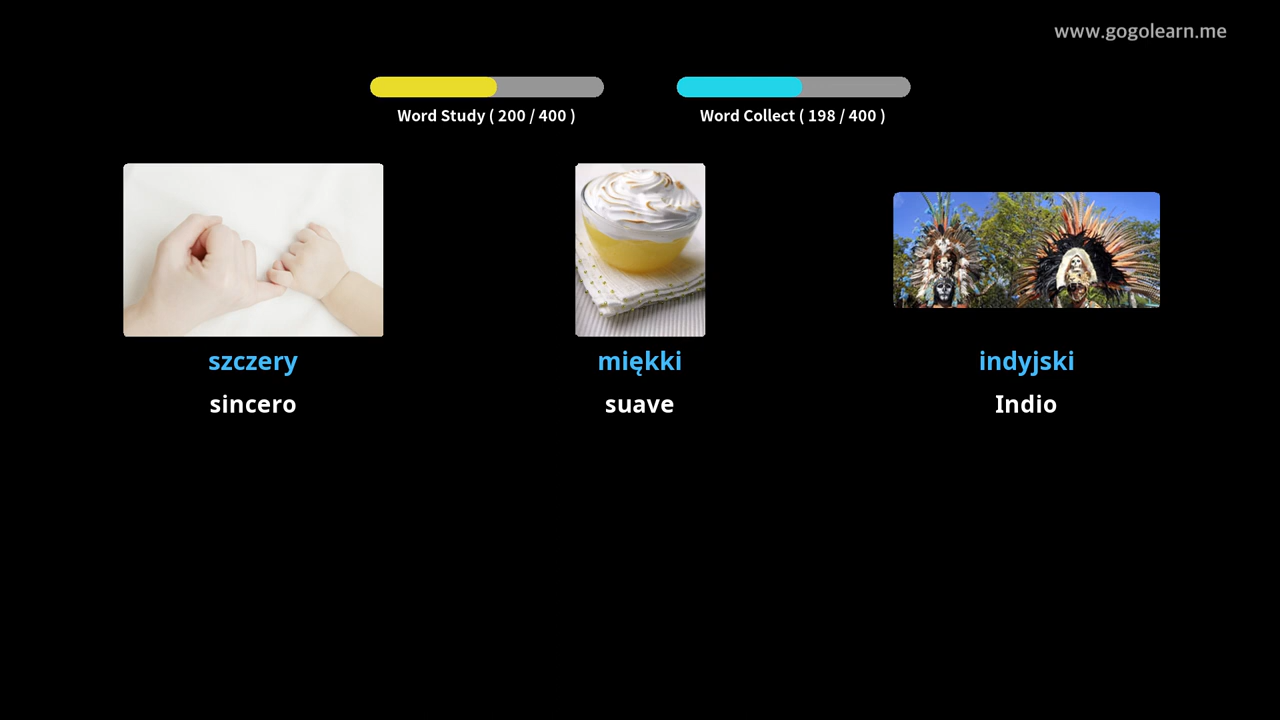 www.gogolearn.me
Word Study ( 200 / 400 )
Word Collect ( 198 / 400 )
szczery
miękki
indyjski
sincero
suave
Indio